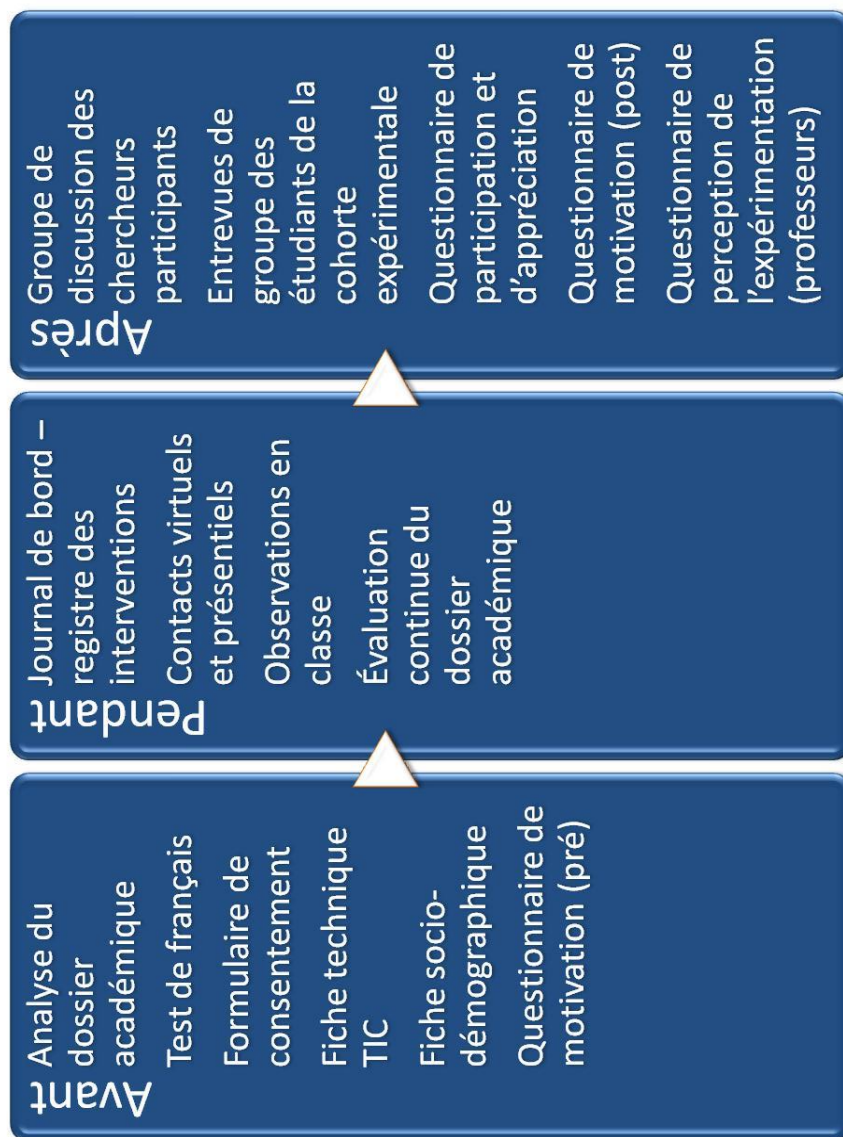 Avant
Analyse du
dossier
académique
Test de français
Formulaire de
consentement
Fiche technique
TIC
Fiche socio-
démographique
Questionnaire de
motivation (pré)
Pendant
Journal de bord –
registre des
interventions
Contacts virtuels
et présentiels
Observations en
classe
Évaluation
continue du
dossier
académique
Après
Groupe de
discussion des
chercheurs
participants
Entrevues de
groupe des
étudiants de la
cohorte
expérimentale
Questionnaire de
participation et
d’appréciation
Questionnaire de
motivation (post)
Questionnaire de
perception de
l’expérimentation
(professeurs)